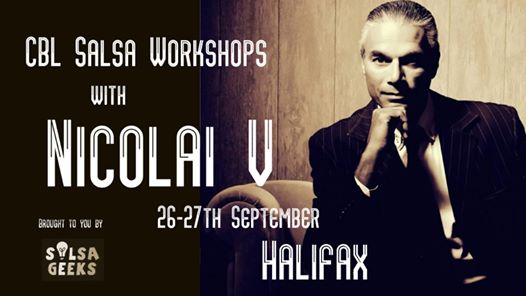 CBL Salsa Workshops
with
Nicolai V
26-27th September
Halifax
Brought to you by
SALSA
GEEKS